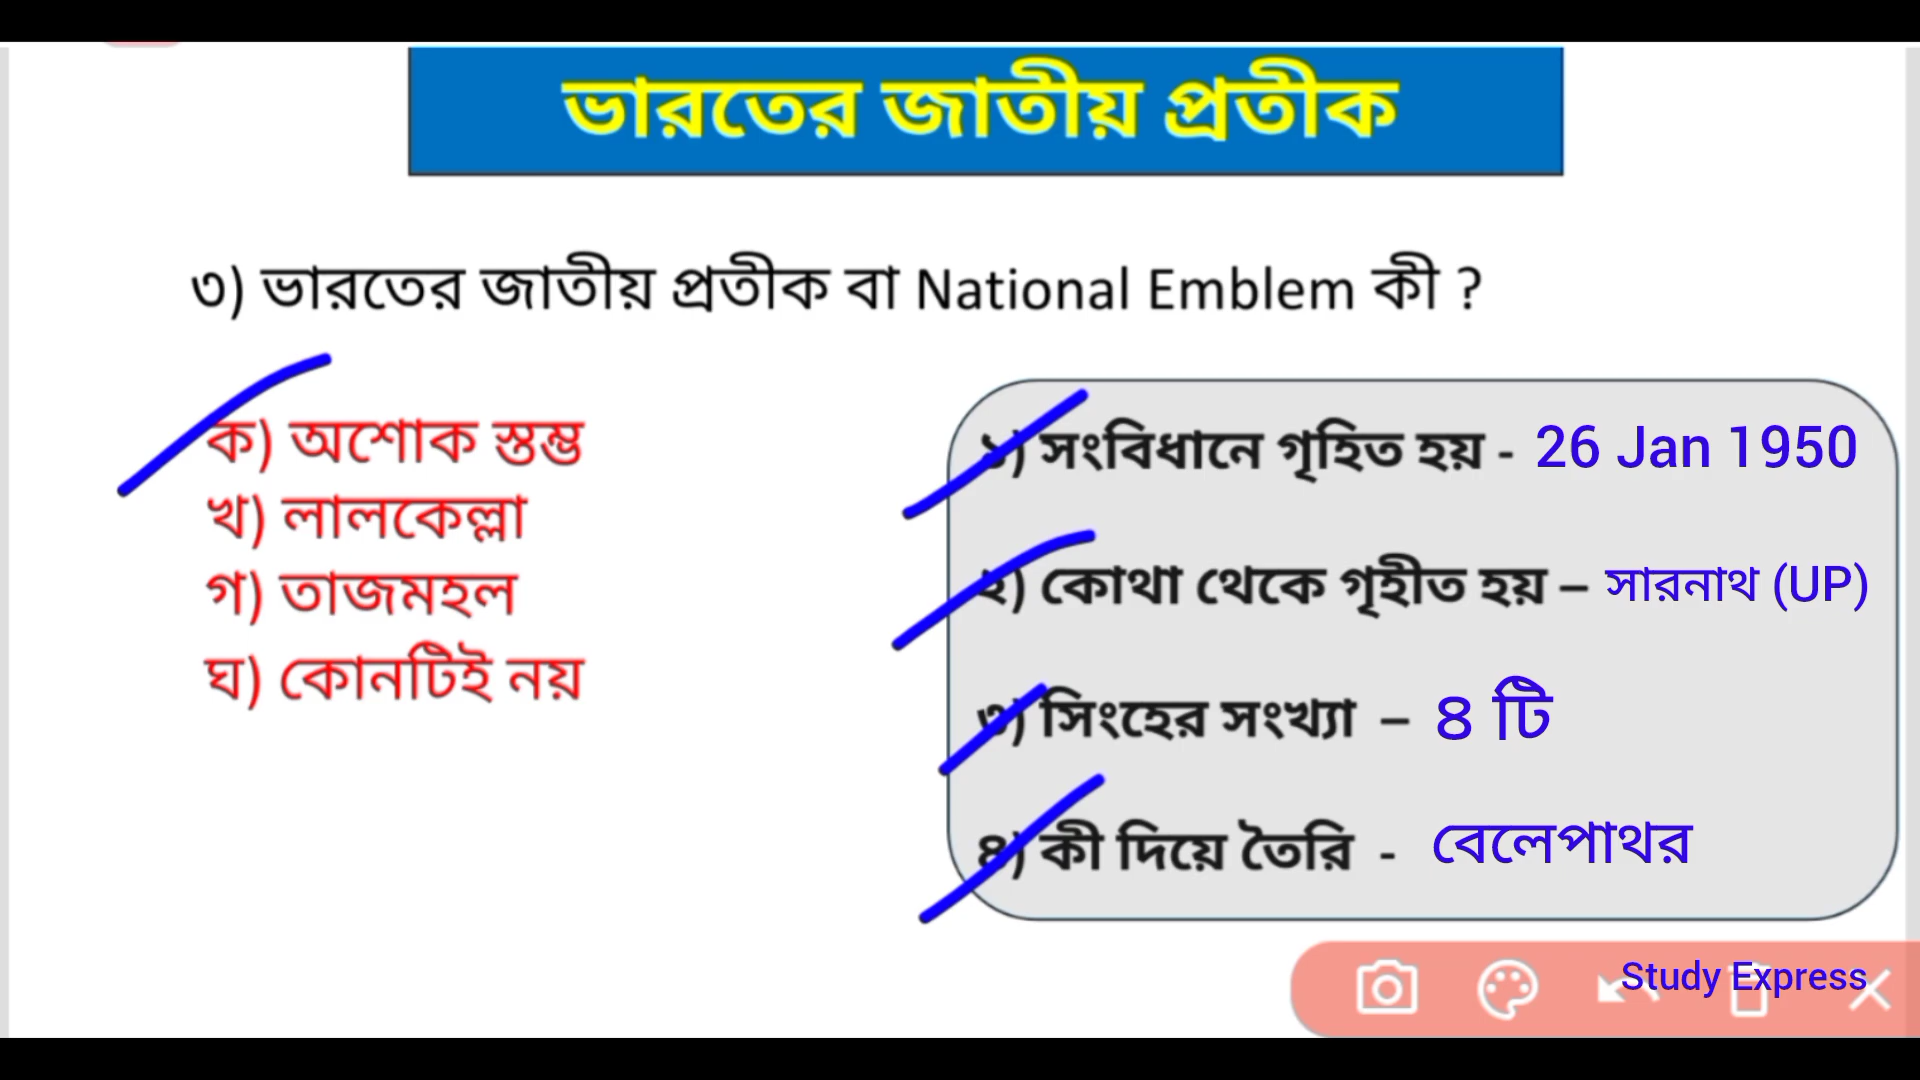 ভারতের জাতীয় প্রতীক
৩) ভারতের জাতীয় প্রতীক বা National Emblem কী ?
ক) অশোক স্তম্ভ
খ) লালকেল্লা
গ) তাজমহল
ঘ) কোনটিই নয়
১) সংবিধানে গৃহিত হয় - 26 Jan 1950
২) কোথা থেকে গৃহীত হয় – সারনাথ (UP)
৩) সিংহের সংখ্যা – ৪ টি
৪) কী দিয়ে তৈরি - বেলেপাথর
Study Express